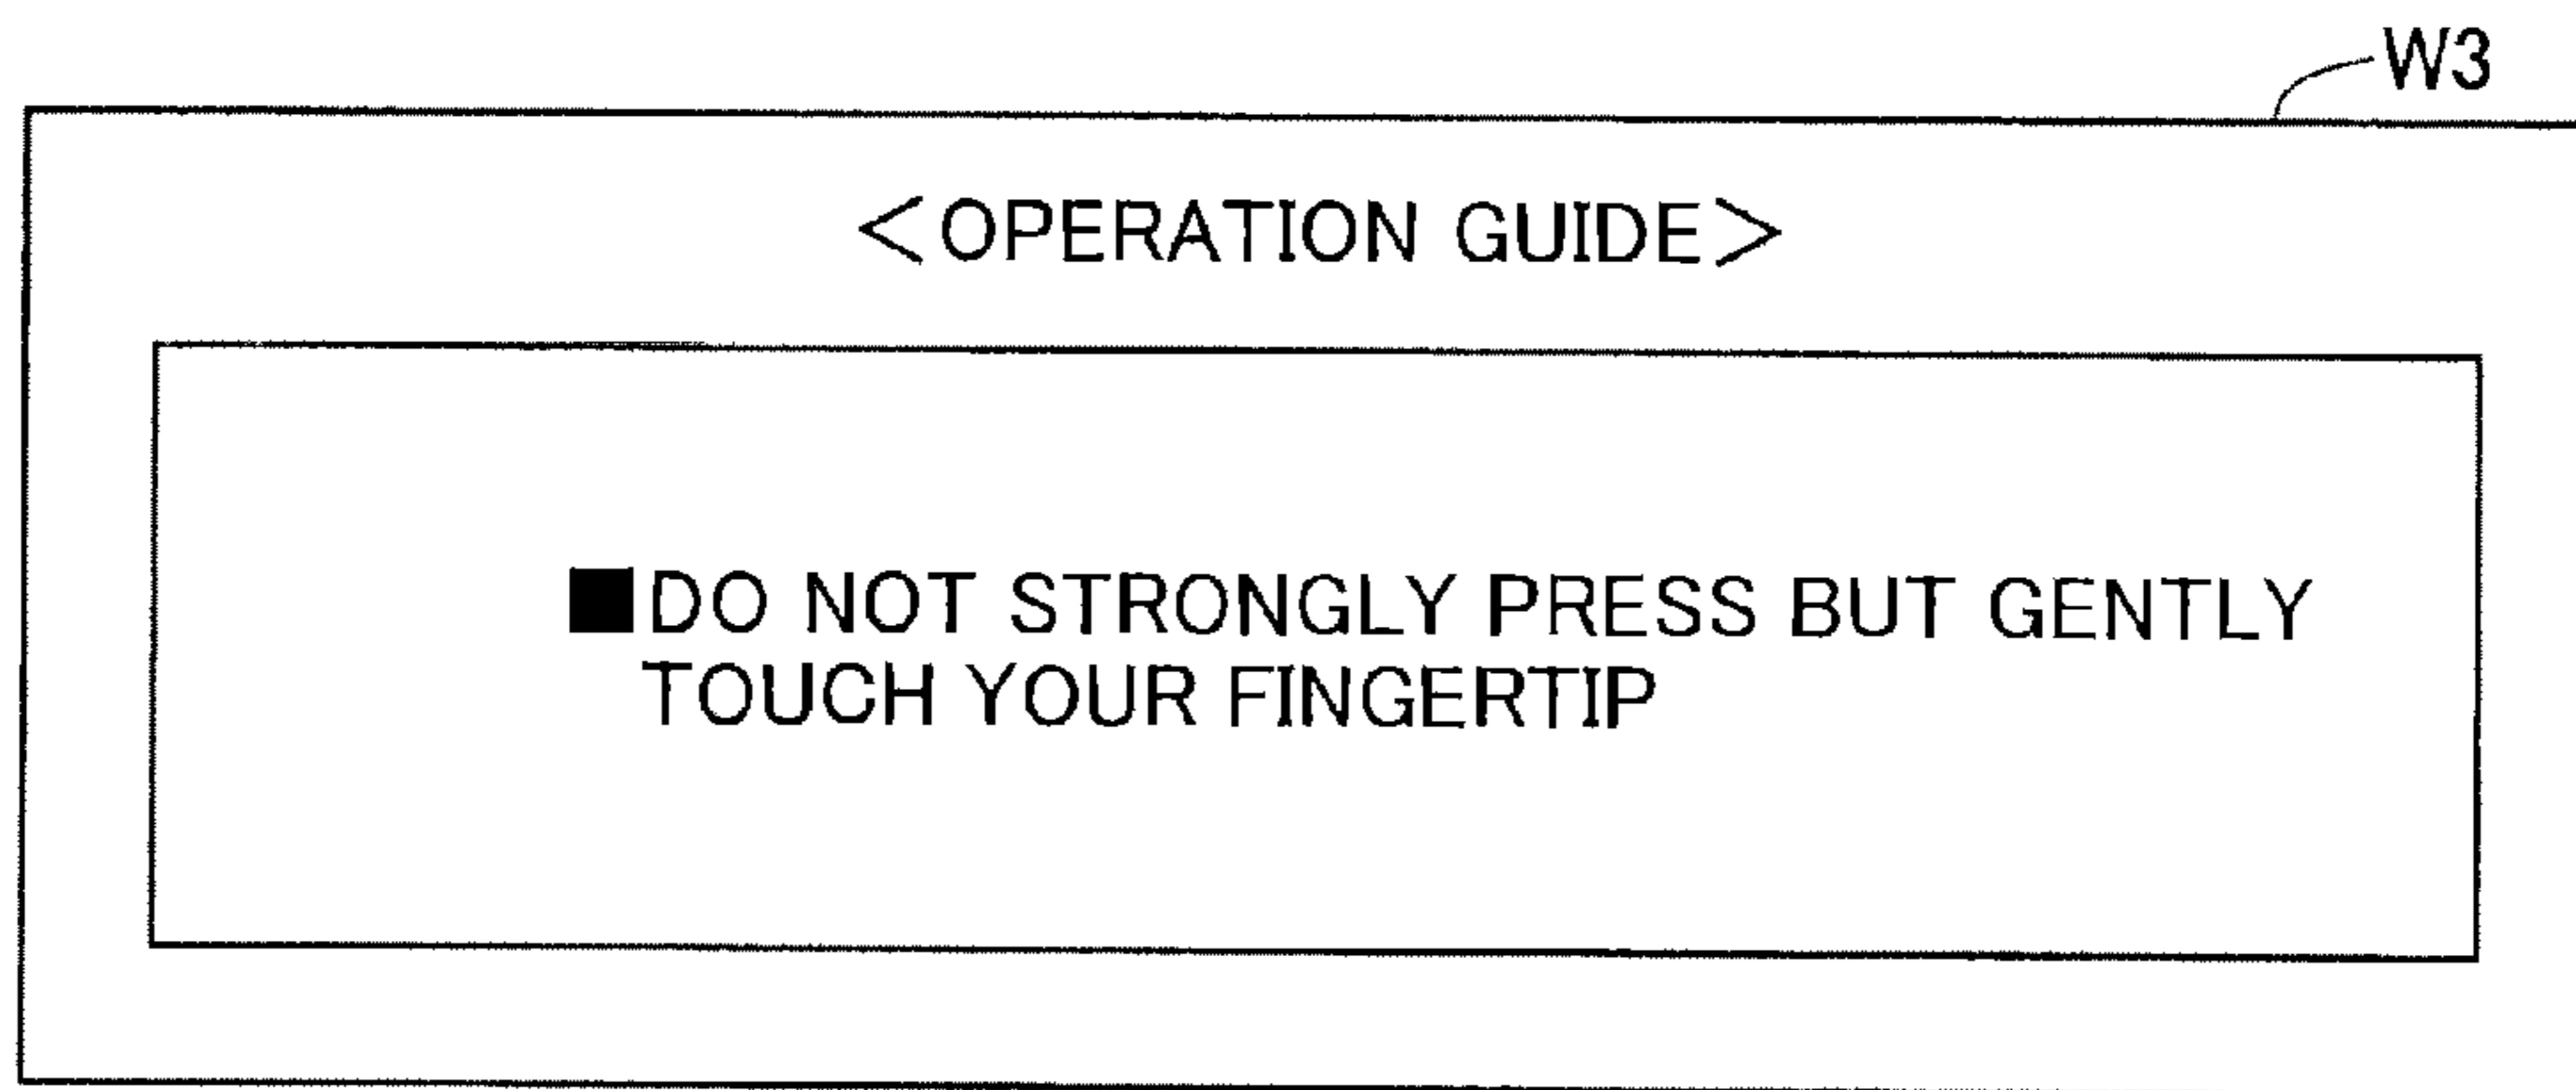 W3
<OPERATION GUIDE>
■DO NOT STRONGLY PRESS BUT GENTLY
TOUCH YOUR FINGERTIP